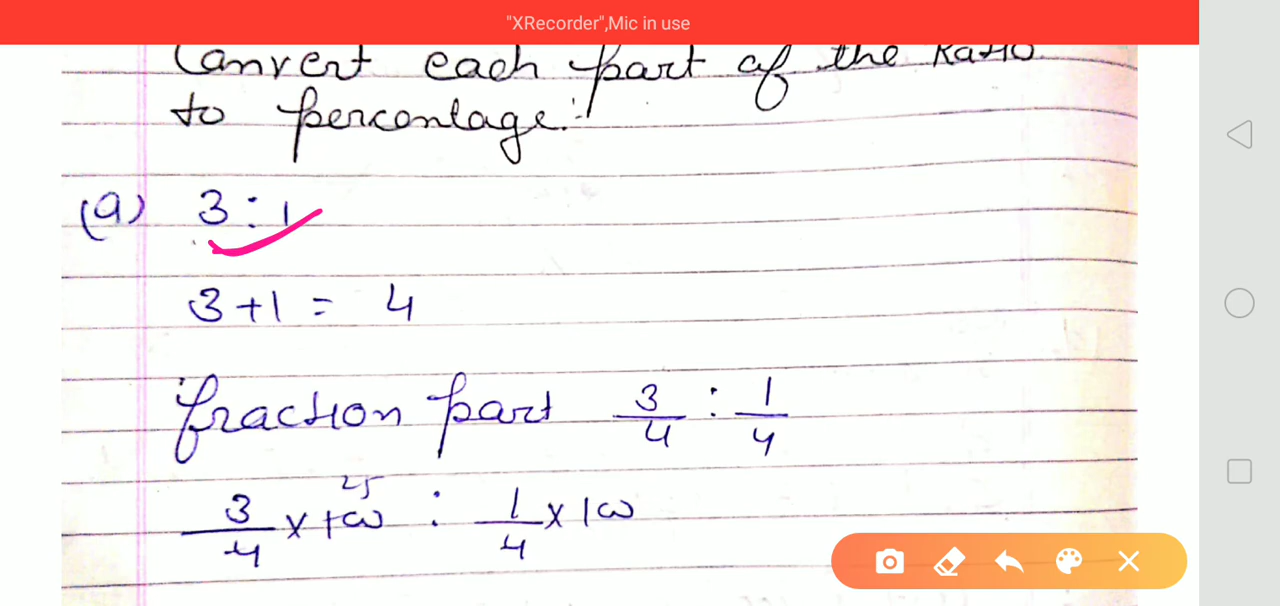 "XRecorder",Mic in use
Convert each part of the Ratio
to percentage:-
(a) 3 : 1
3+1 = 4
fraction part 3/4 : 1/4
25
3/4 x 100 : 1/4 x 100